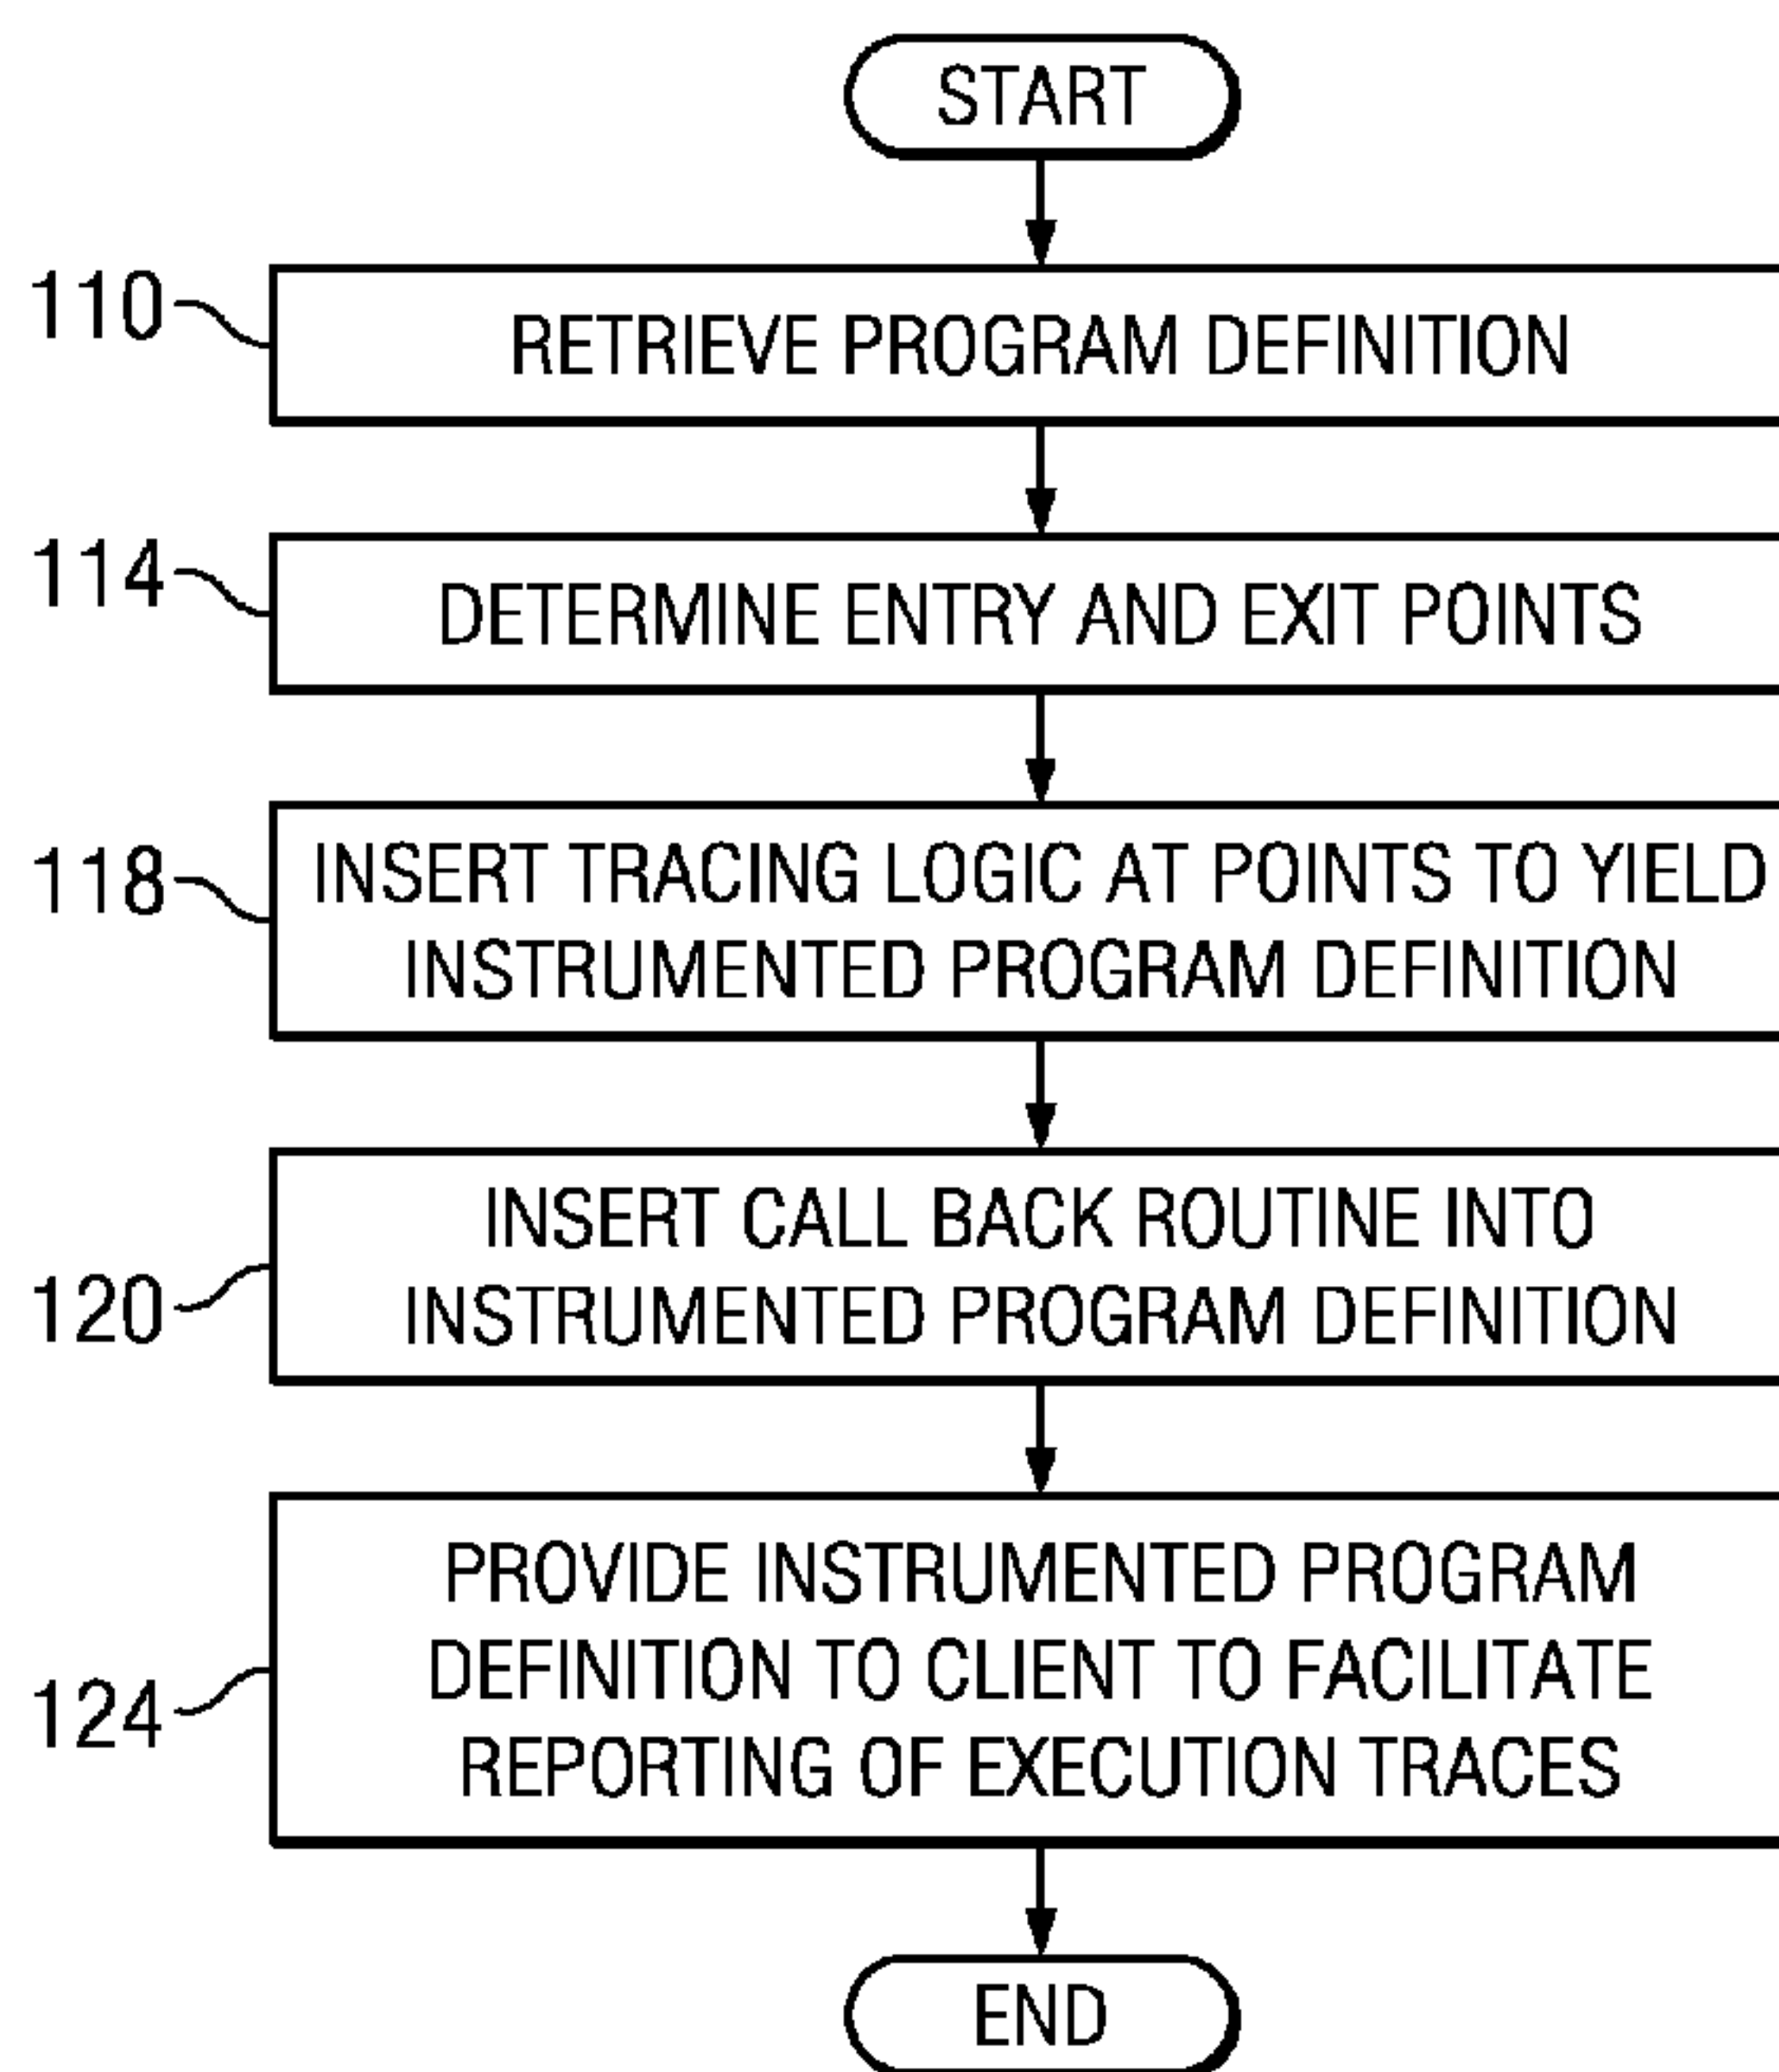 START
110
RETRIEVE PROGRAM DEFINITION
114
DETERMINE ENTRY AND EXIT POINTS
118
INSERT TRACING LOGIC AT POINTS TO YIELD
INSTRUMENTED PROGRAM DEFINITION
120
INSERT CALL BACK ROUTINE INTO
INSTRUMENTED PROGRAM DEFINITION
124
PROVIDE INSTRUMENTED PROGRAM
DEFINITION TO CLIENT TO FACILITATE
REPORTING OF EXECUTION TRACES
END